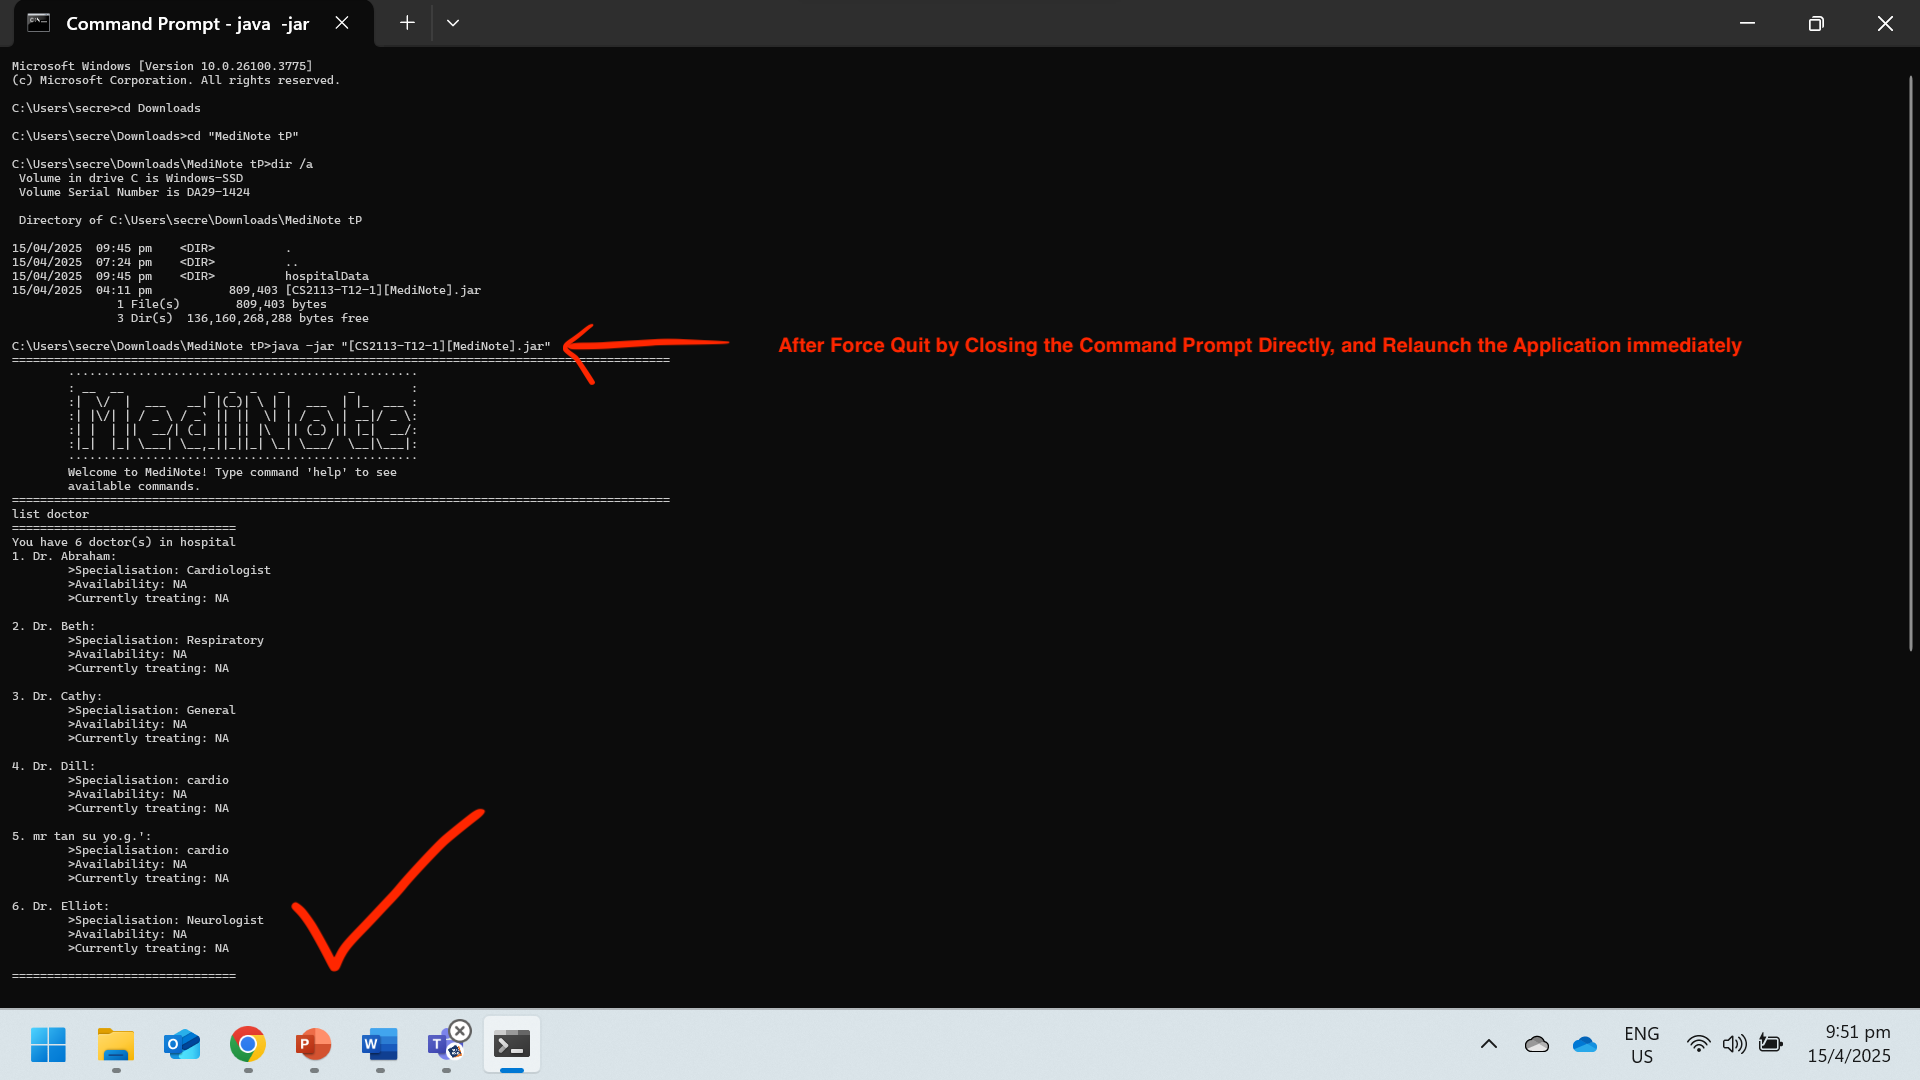 Command Prompt - java  -jar
Microsoft Windows [Version 10.0.26100.3775]
(c) Microsoft Corporation. All rights reserved.
C:\Users\secre>cd Downloads
C:\Users\secre\Downloads>cd "MediNote tP"
C:\Users\secre\Downloads\MediNote tP>dir /a
 Volume in drive C is Windows-SSD
 Volume Serial Number is DA29-1424
 Directory of C:\Users\secre\Downloads\MediNote tP
15/04/2025  09:45 pm    <DIR>          .
15/04/2025  07:24 pm    <DIR>          ..
15/04/2025  09:45 pm    <DIR>          hospitalData
15/04/2025  04:11 pm           809,403 [CS2113-T12-1][MediNote].jar
               1 File(s)        809,403 bytes
               3 Dir(s)  136,160,268,288 bytes free
C:\Users\secre\Downloads\MediNote tP>java -jar "[CS2113-T12-1][MediNote].jar"
After Force Quit by Closing the Command Prompt Directly, and Relaunch the Application immediately
MediNote
Welcome to MediNote! Type command 'help' to see
available commands.
list doctor
You have 6 doctor(s) in hospital
1. Dr. Abraham:
>Specialisation: Cardiologist
>Availability: NA
>Currently treating: NA
2. Dr. Beth:
>Specialisation: Respiratory
>Availability: NA
>Currently treating: NA
3. Dr. Cathy:
>Specialisation: General
>Availability: NA
>Currently treating: NA
4. Dr. Dill:
>Specialisation: cardio
>Availability: NA
>Currently treating: NA
5. mr tan su yo.g.':
>Specialisation: cardio
>Availability: NA
>Currently treating: NA
6. Dr. Elliot:
>Specialisation: Neurologist
>Availability: NA
>Currently treating: NA
ENG
US
9:51 pm
15/4/2025